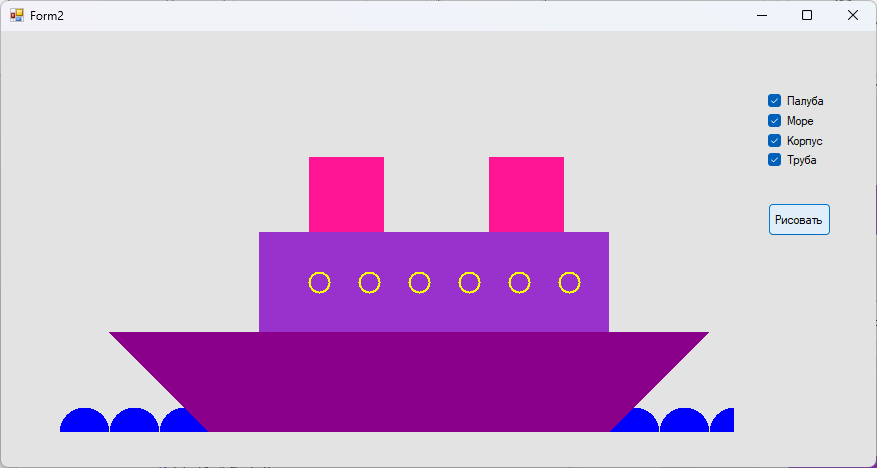 Form2
Палуба
Море
Корпус
Труба
Рисовать